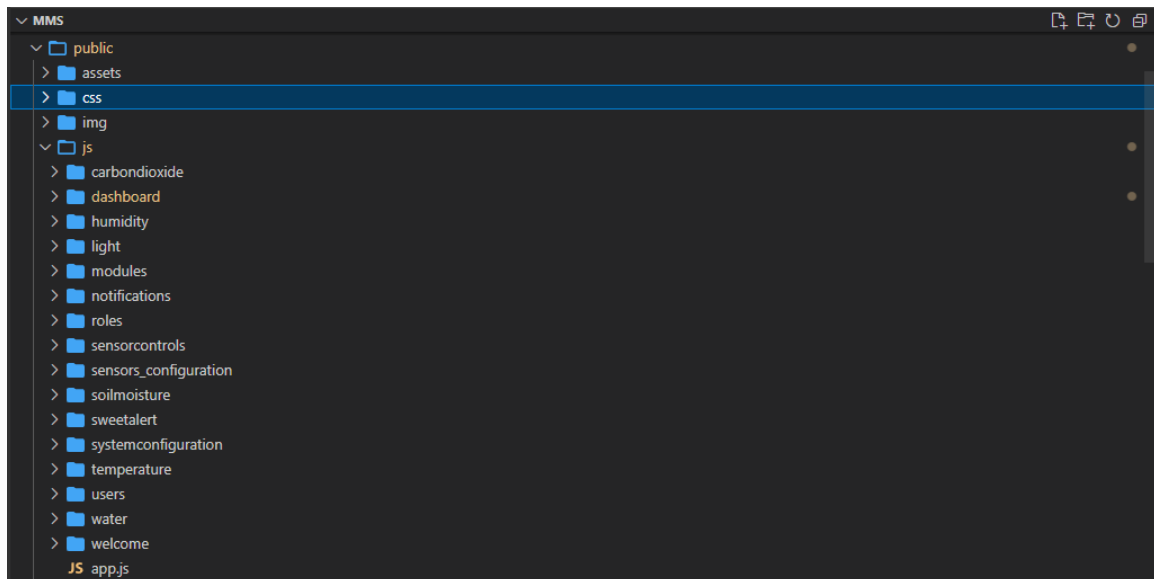 MMS
public
assets
css
img
js
carbondioxide
dashboard
humidity
light
modules
notifications
roles
sensorcontrols
sensors_configuration
soilmoisture
sweetalert
systemconfiguration
temperature
users
water
welcome
JS app.js